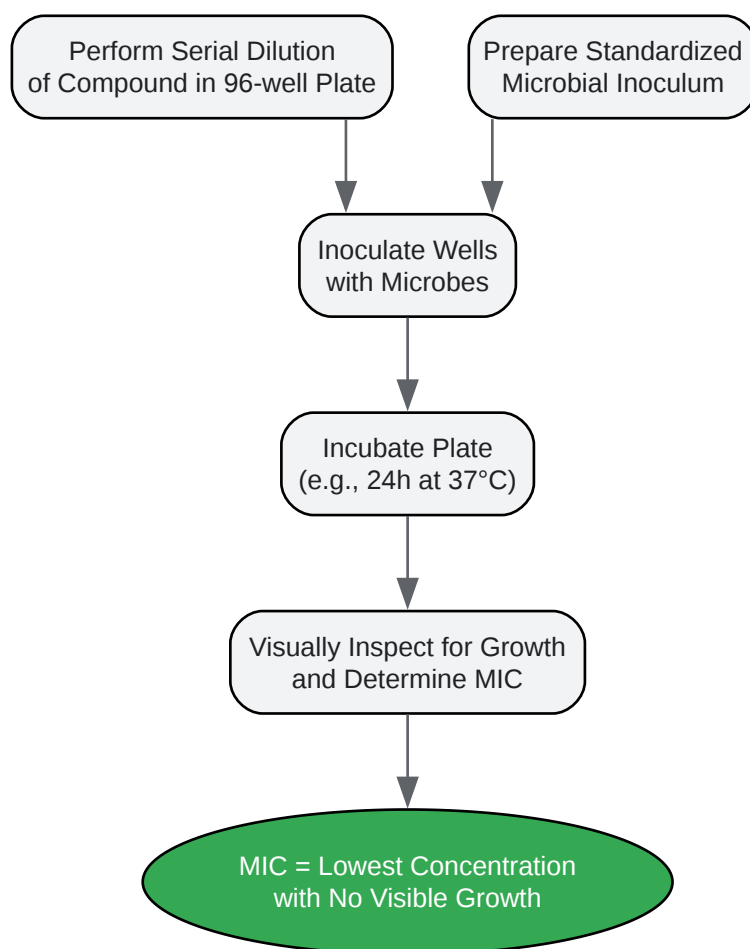 Perform Serial Dilution
of Compound in 96-well Plate
Prepare Standardized
Microbial Inoculum
Inoculate Wells
with Microbes
Incubate Plate
(e.g., 24h at 37°C)
Visually Inspect for Growth
and Determine MIC
MIC = Lowest Concentration
with No Visible Growth